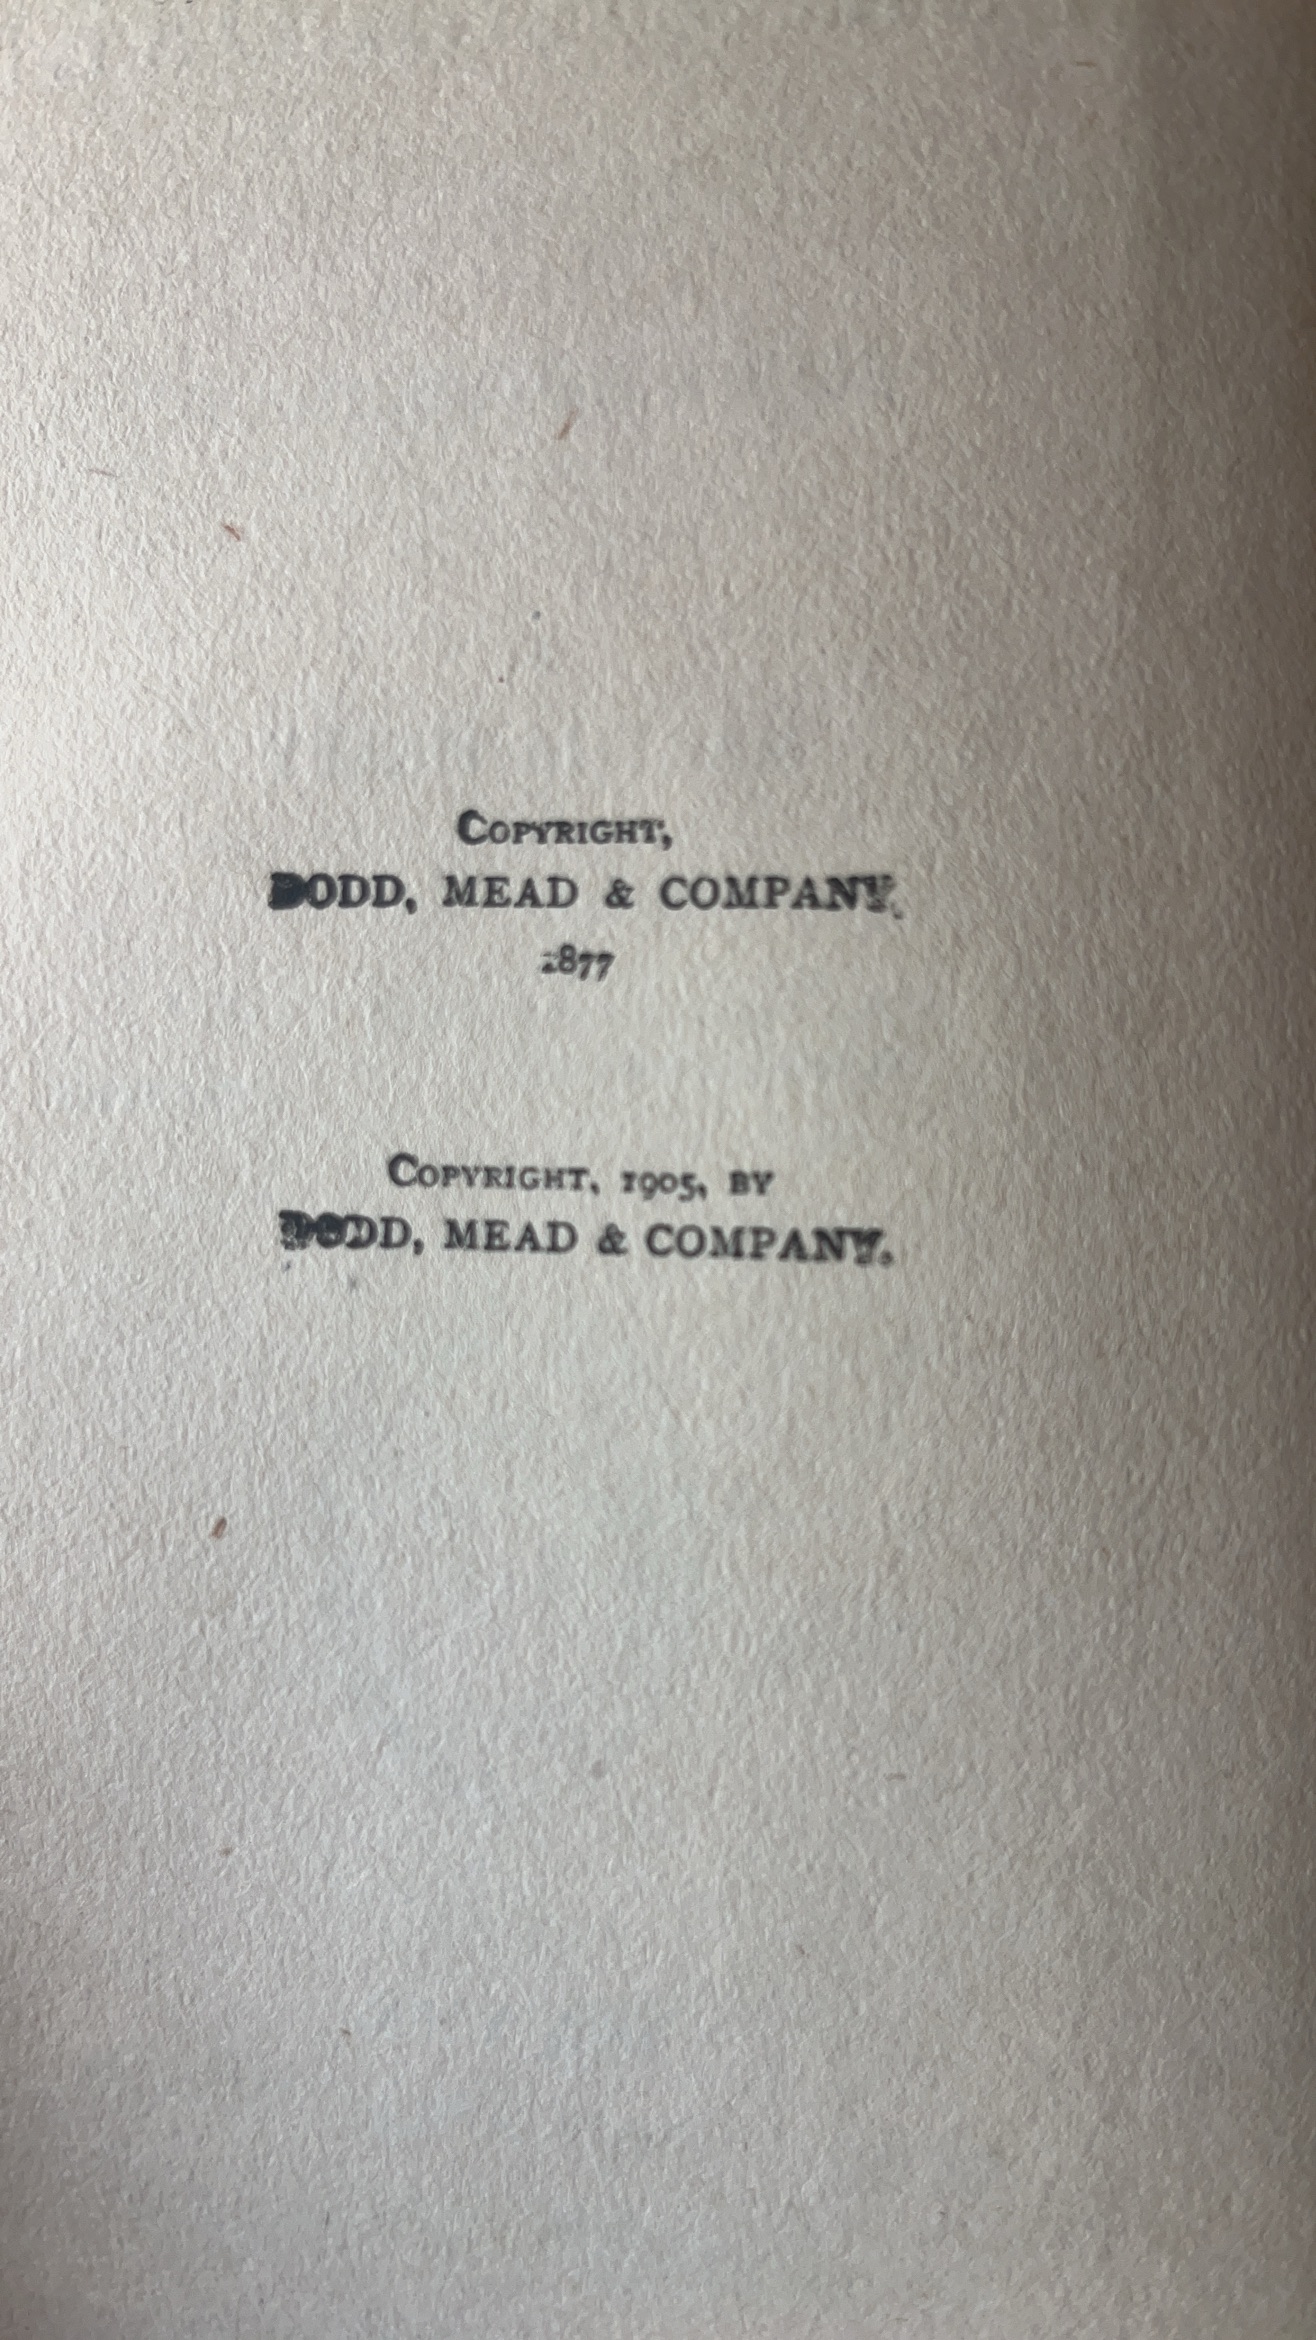 COPYRIGHT,
DODD, MEAD & COMPANY.
1877
COPYRIGHT, 1905, BY
DODD, MEAD & COMPANY.